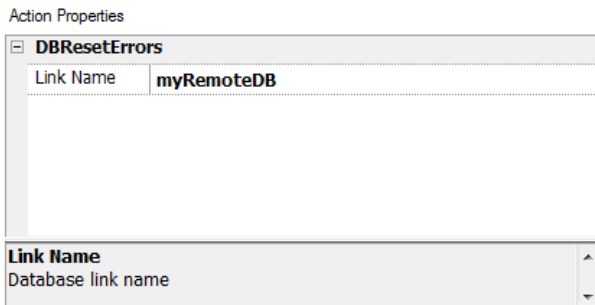 Action Properties
DBResetErrors
Link Name myRemoteDB
Link Name
Database link name